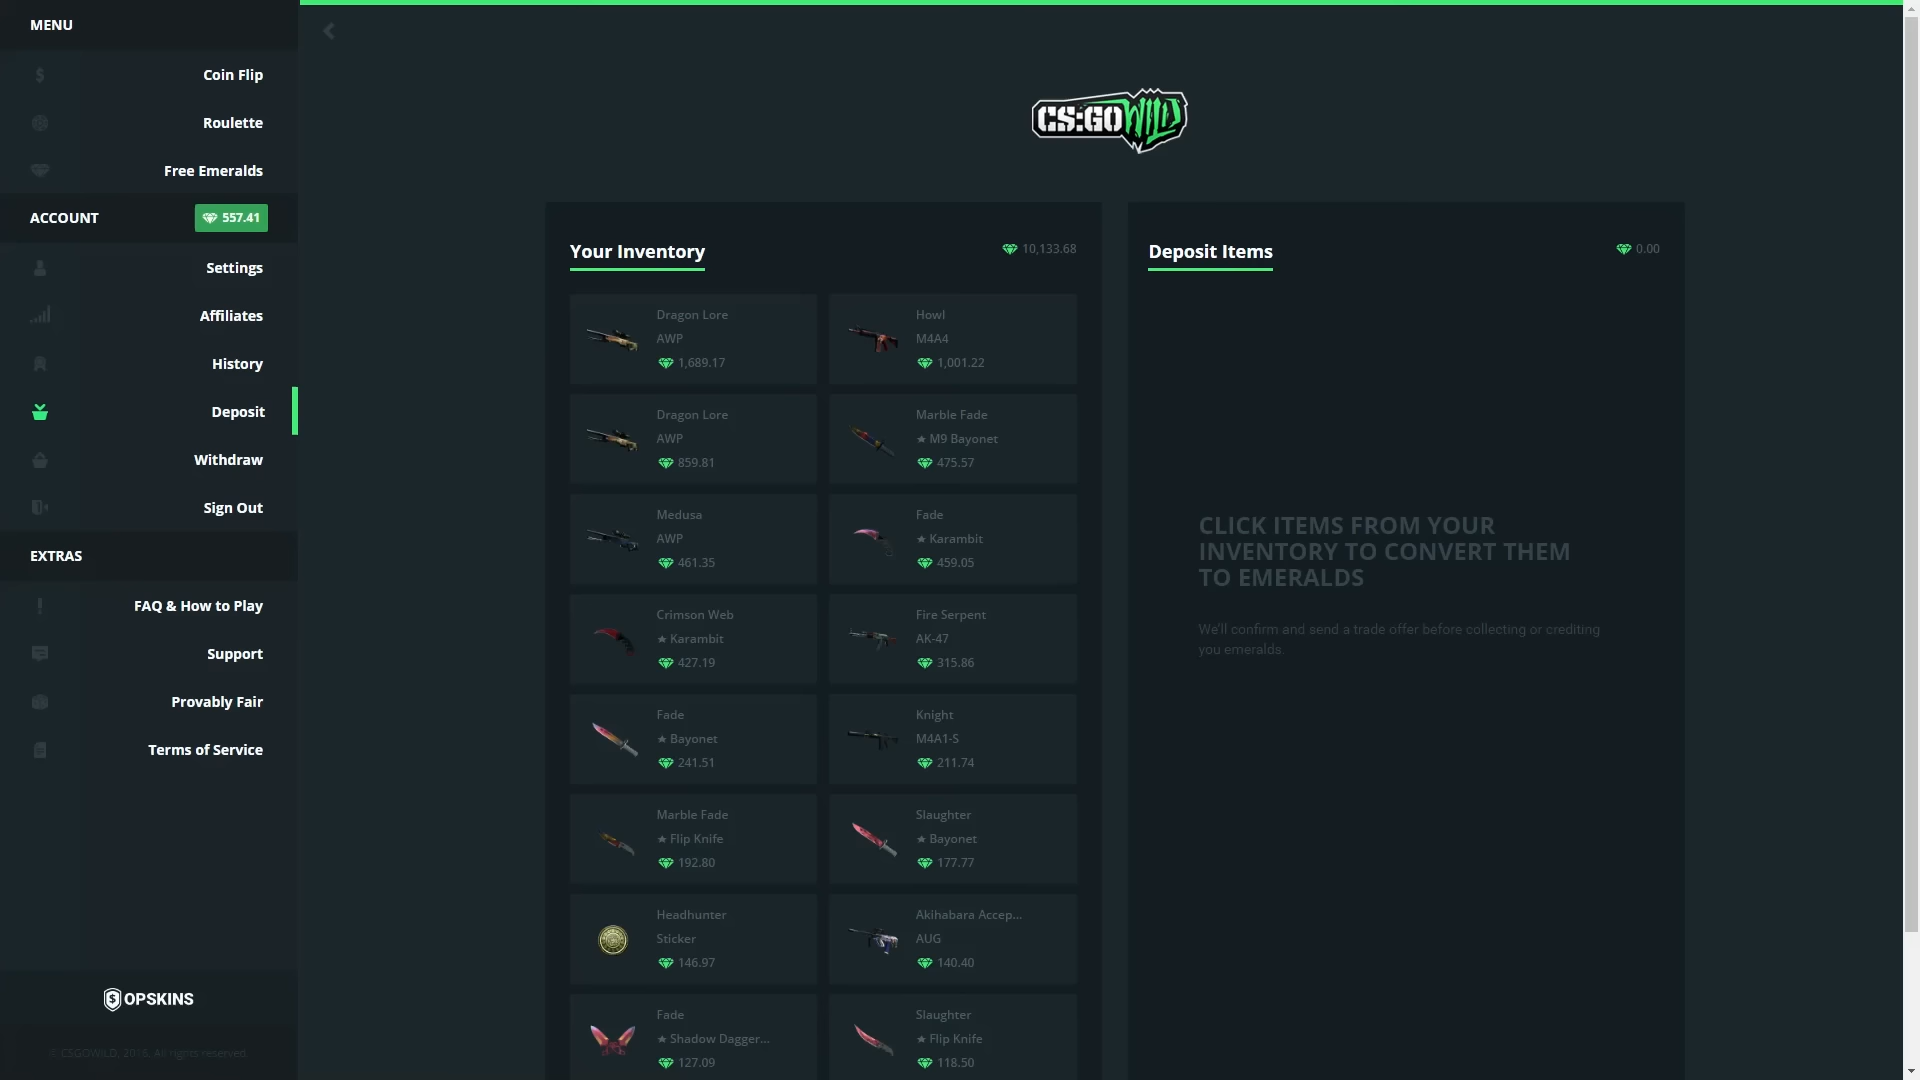 MENU
Coin Flip
Roulette
Free Emeralds
ACCOUNT
557.41
Settings
Affiliates
History
Deposit
Withdraw
Sign Out
EXTRAS
FAQ & How to Play
Support
Provably Fair
Terms of Service
OPSKINS
© CSGOWILD, 2016. All rights reserved.
CS:GO WILD
Your Inventory
10,133.68
Dragon Lore
AWP
1,689.17
Howl
M4A4
1,001.22
Dragon Lore
AWP
859.81
Marble Fade
★ M9 Bayonet
475.57
Medusa
AWP
461.35
Fade
★ Karambit
459.05
Crimson Web
★ Karambit
427.19
Fire Serpent
AK-47
315.86
Fade
★ Bayonet
241.51
Knight
M4A1-S
211.74
Marble Fade
★ Flip Knife
192.80
Slaughter
★ Bayonet
177.77
Headhunter
Sticker
146.97
Akihabara Accep...
AUG
140.40
Fade
★ Shadow Dagger...
127.09
Slaughter
★ Flip Knife
118.50
Deposit Items
0.00
CLICK ITEMS FROM YOUR
INVENTORY TO CONVERT THEM
TO EMERALDS
We'll confirm and send a trade offer before collecting or crediting
you emeralds.